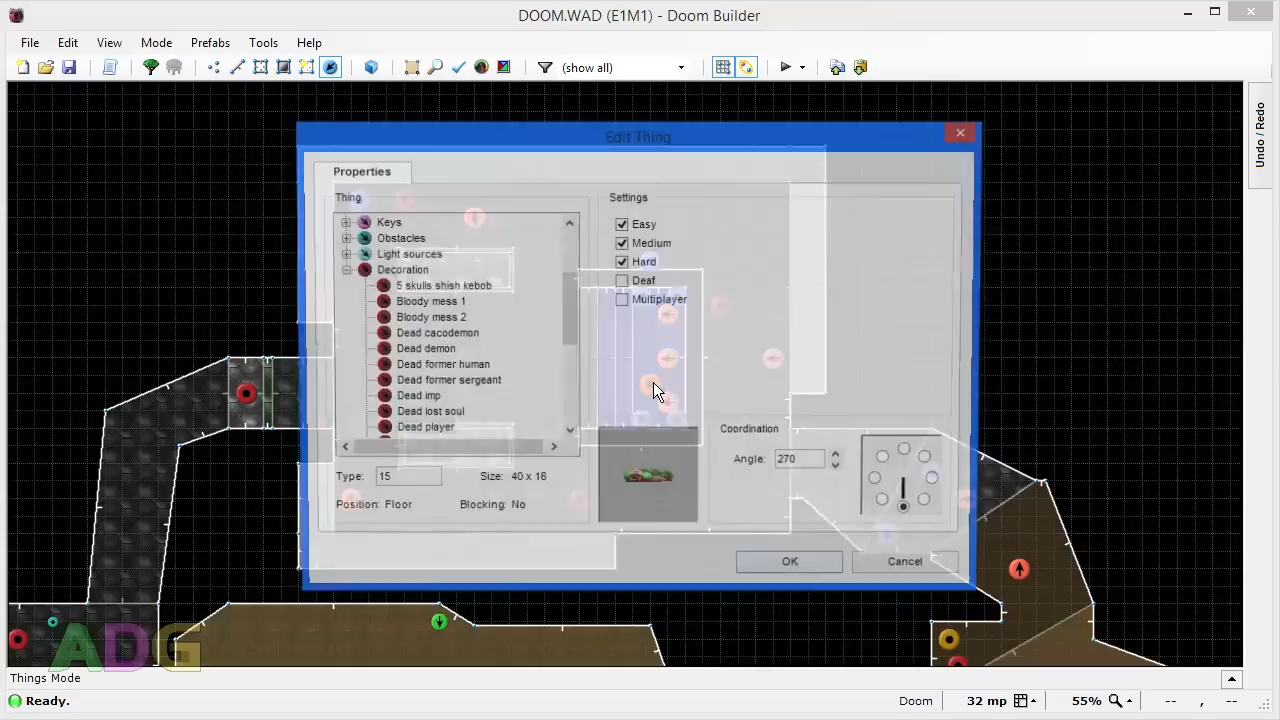 DOOM.WAD (E1M1) - Doom Builder
File Edit View Mode Prefabs Tools Help
(show all)
Undo / Redo
Edit Thing
Properties
Thing
Keys
Obstacles
Light sources
Decoration
5 skulls shish kebob
Bloody mess 1
Bloody mess 2
Dead cacodemon
Dead demon
Dead former human
Dead former sergeant
Dead imp
Dead lost soul
Dead player
Type: 15 Size: 40 x 16
Position: Floor Blocking: No
Settings
Easy
Medium
Hard
Deaf
Multiplayer
Coordination
Angle: 270
OK Cancel
ADG
Things Mode
Ready. Doom 32 mp 55% -- , --